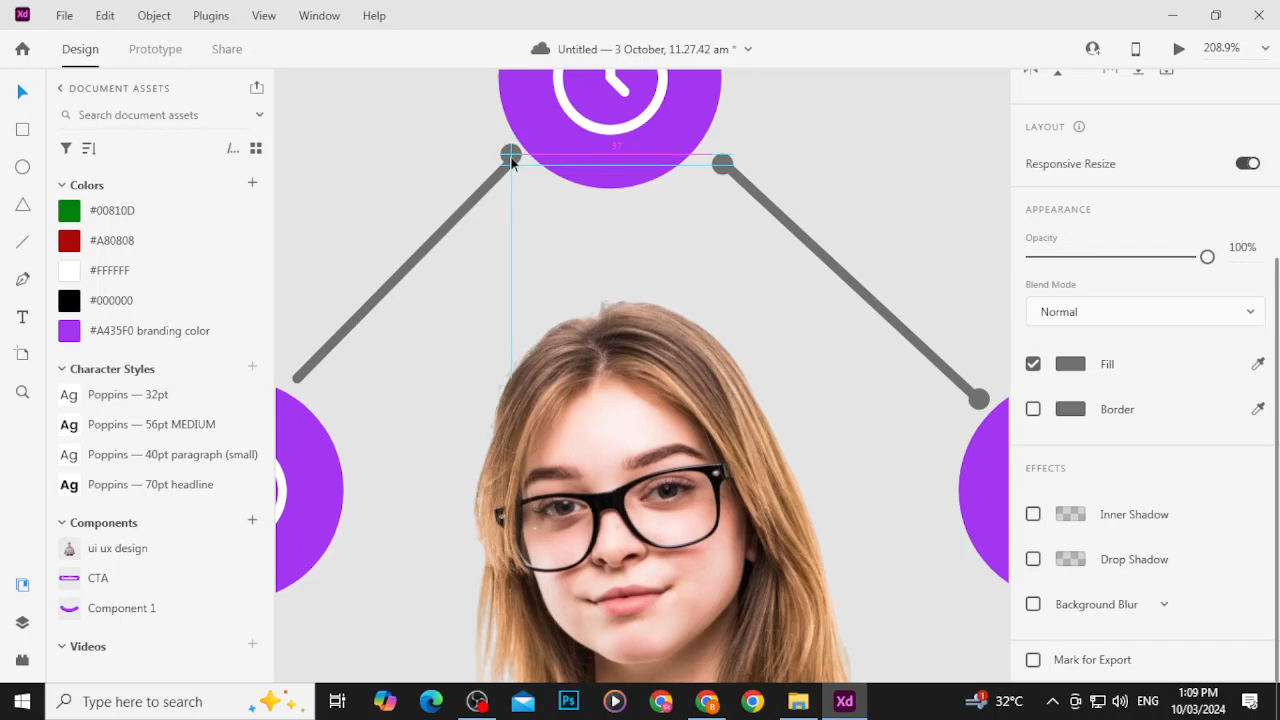 File Edit Object Plugins View Window Help
Design Prototype Share
Untitled — 3 October, 11.27.42 am *
208.9%
DOCUMENT ASSETS
Search document assets
Colors
#00810D
#A80808
#FFFFFF
#000000
#A435F0 branding color
Character Styles
Ag Poppins — 32pt
Ag Poppins — 56pt MEDIUM
Ag Poppins — 40pt paragraph (small)
Ag Poppins — 70pt headline
Components
ui ux design
CTA
Component 1
Videos
LAYOUT
Responsive Resize
APPEARANCE
Opacity
100%
Blend Mode
Normal
Fill
Border
EFFECTS
Inner Shadow
Drop Shadow
Background Blur
Mark for Export
Xd
Type here to search
Ps
Xd
1
32°C
ENG
1:09 PM
10/03/2024